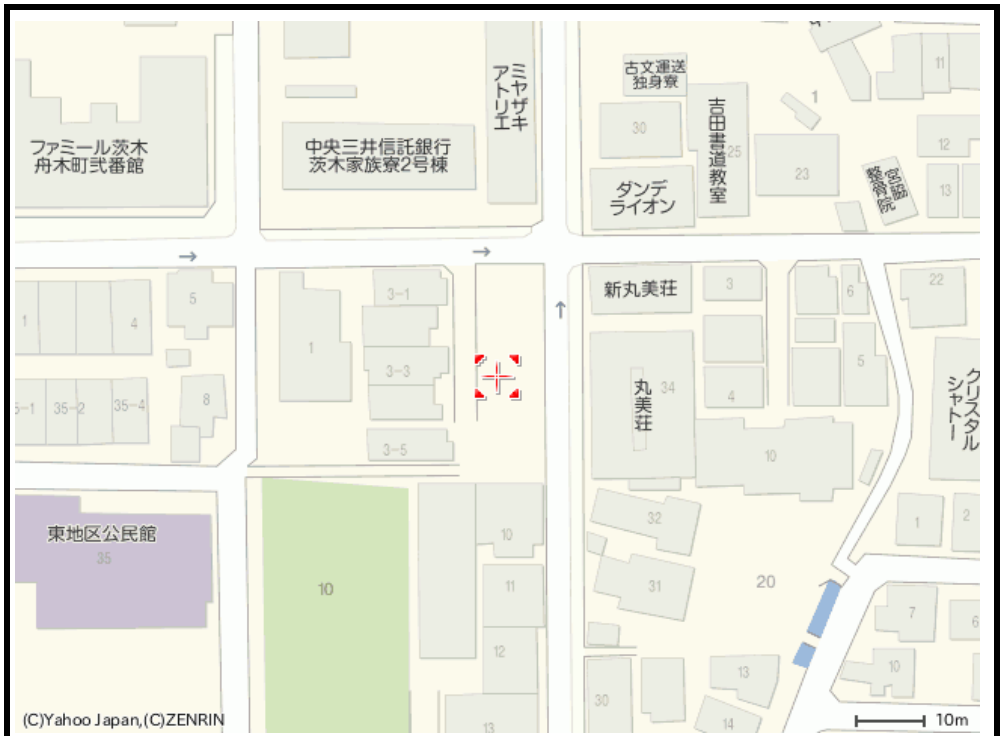 ファミール茨木
舟木町弐番館
中央三井信託銀行
茨木家族寮2号棟
ミヤザキ
アトリエ
古文運送
独身寮
30
吉田書道教室
25
1
11
23
12
13
宮脇
整骨院
ダンデ
ライオン
→
→
↑
1
4
5
5-1
35-2
35-4
8
1
3-1
3-3
3-5
新丸美荘
3
6
22
丸美荘
34
4
5
クリスタル
シャトー
10
東地区公民館
35
10
10
11
12
13
32
31
20
1
2
7
6
10
13
14
30
(C)Yahoo Japan,(C)ZENRIN
10m